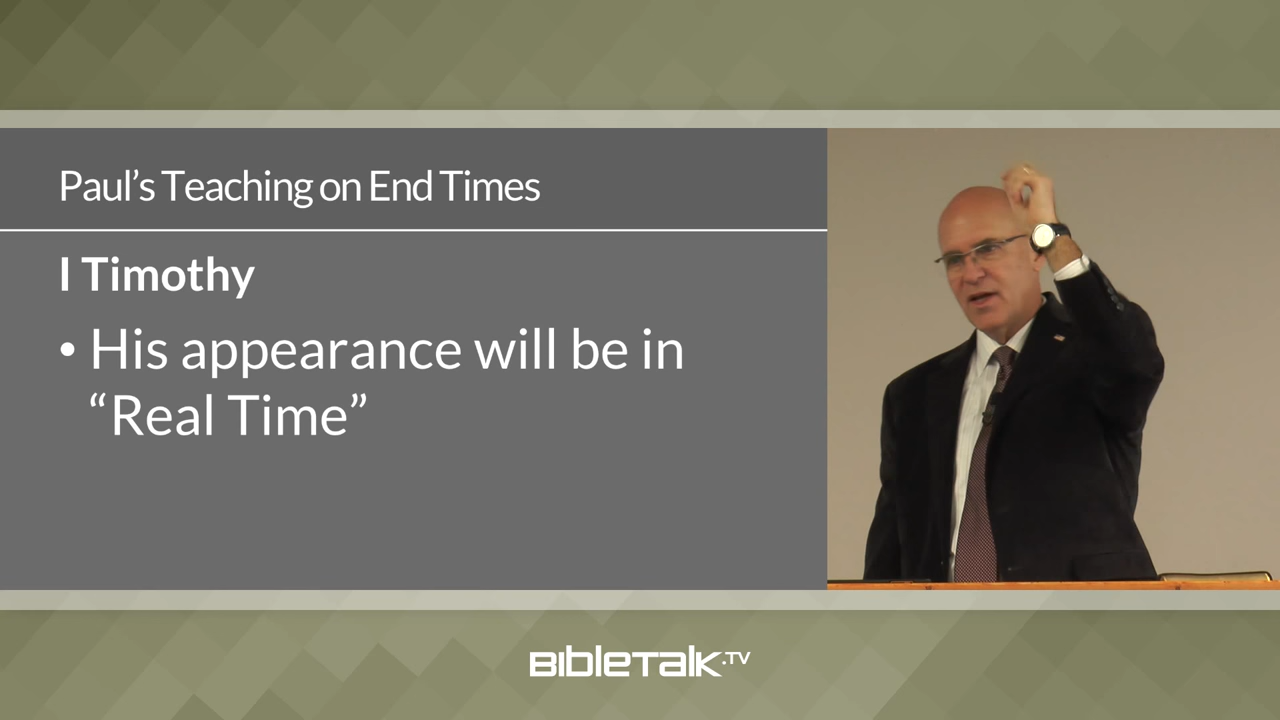 Paul’s Teaching on End Times
I Timothy
• His appearance will be in
“Real Time”
BibleTalk.TV